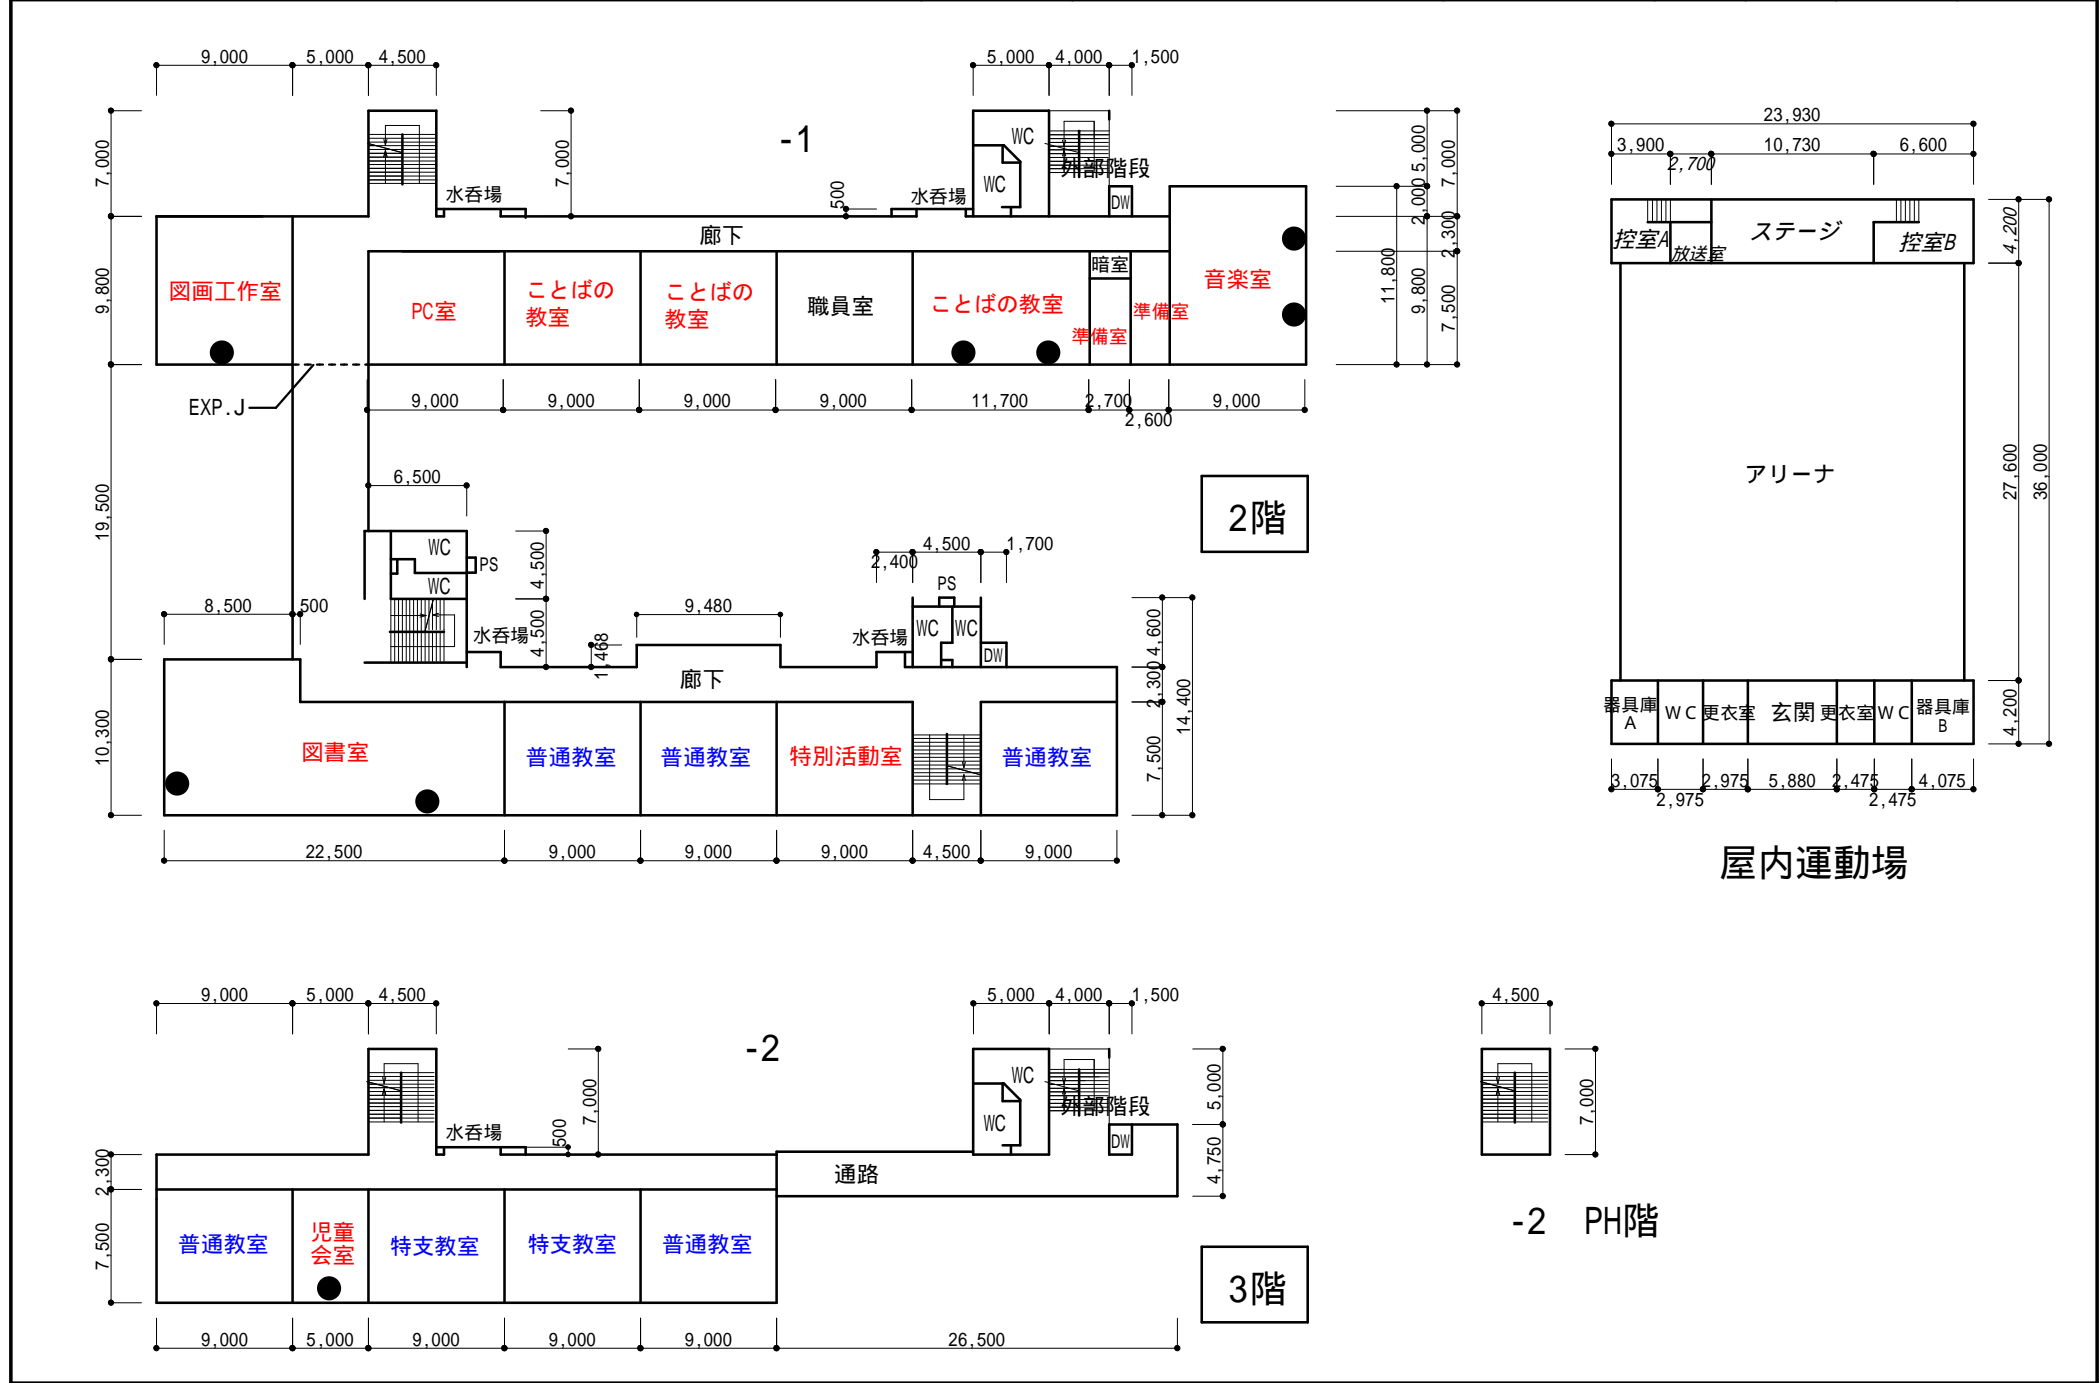 9,000 5,000 4,500
5,000 4,000 1,500
7,000
9,800
19,500
10,300
7,000
-1
WC
WC
外部階段
DW
水呑場
水呑場
500
廊下
図画工作室
PC室
ことばの
教室
ことばの
教室
職員室
ことばの教室
暗室
準備室
準備室
音楽室
5,000
7,000
2,000
2,300
11,800
9,800
7,500
EXP.J
9,000 9,000 9,000 9,000 11,700 2,700 2,600 9,000
6,500
2階
WC
PS
WC
4,500
4,500
2,400 4,500 1,700
PS
8,500 500
9,480
水呑場
1,468
水呑場
WC WC
DW
4,600
2,300
14,400
7,500
廊下
図書室
普通教室
普通教室
特別活動室
普通教室
22,500 9,000 9,000 9,000 4,500 9,000
23,930
3,900 2,700 10,730 6,600
控室A
放送室
ステージ
控室B
4,200
アリーナ
27,600
36,000
器具庫
A
WC
更衣室
玄関
更衣室
WC
器具庫
B
4,200
3,075 2,975 2,975 5,880 2,475 2,475 4,075
屋内運動場
9,000 5,000 4,500
5,000 4,000 1,500
-2
7,000
500
水呑場
WC
WC
外部階段
DW
5,000
4,750
2,300
7,500
通路
普通教室
児童
会室
特支教室
特支教室
普通教室
9,000 5,000 9,000 9,000 9,000 26,500
3階
4,500
7,000
-2 PH階